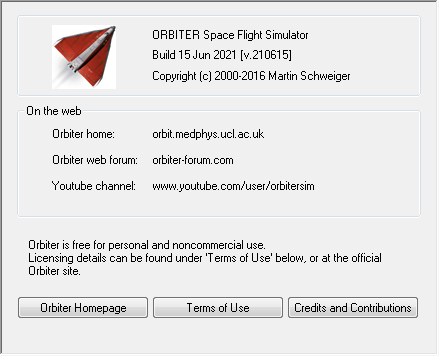 ORBITER Space Flight Simulator
Build 15 Jun 2021 [v.210615]
Copyright (c) 2000-2016 Martin Schweiger
On the web
Orbiter home: orbit.medphys.ucl.ac.uk
Orbiter web forum: orbiter-forum.com
Youtube channel: www.youtube.com/user/orbitersim
Orbiter is free for personal and noncommercial use.
Licensing details can be found under 'Terms of Use' below, or at the official
Orbiter site.
Orbiter Homepage Terms of Use Credits and Contributions